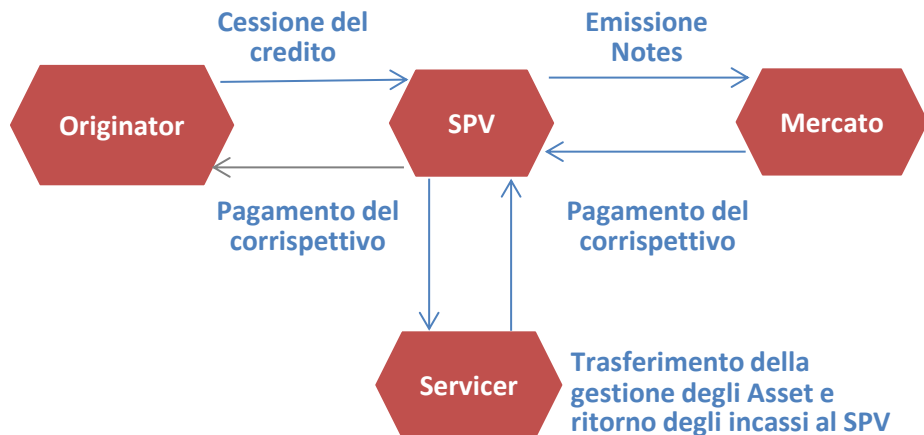 Cessione del
credito
Emissione
Notes
Originator
SPV
Mercato
Pagamento del
corrispettivo
Pagamento del
corrispettivo
Servicer
Trasferimento della
gestione degli Asset e
ritorno degli incassi al SPV